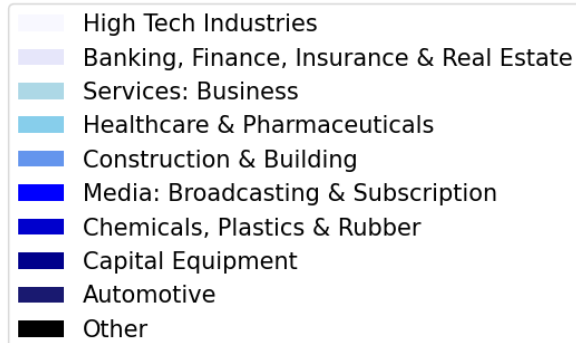 High Tech Industries
Banking, Finance, Insurance & Real Estate
Services: Business
Healthcare & Pharmaceuticals
Construction & Building
Media: Broadcasting & Subscription
Chemicals, Plastics & Rubber
Capital Equipment
Automotive
Other